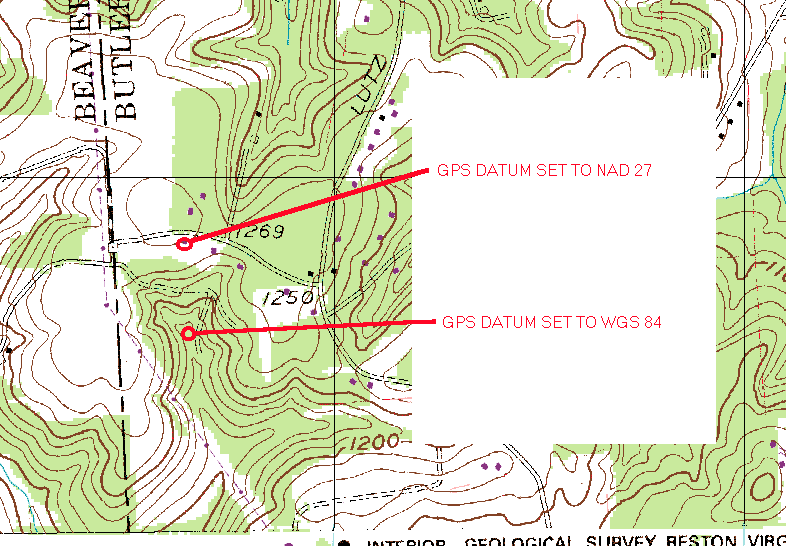 BEAVER
BUTLER
LUTZ
GPS DATUM SET TO NAD 27
1269
1250
GPS DATUM SET TO WGS 84
1200
INTERIOR GEOLOGICAL SURVEY RESTON VIRG